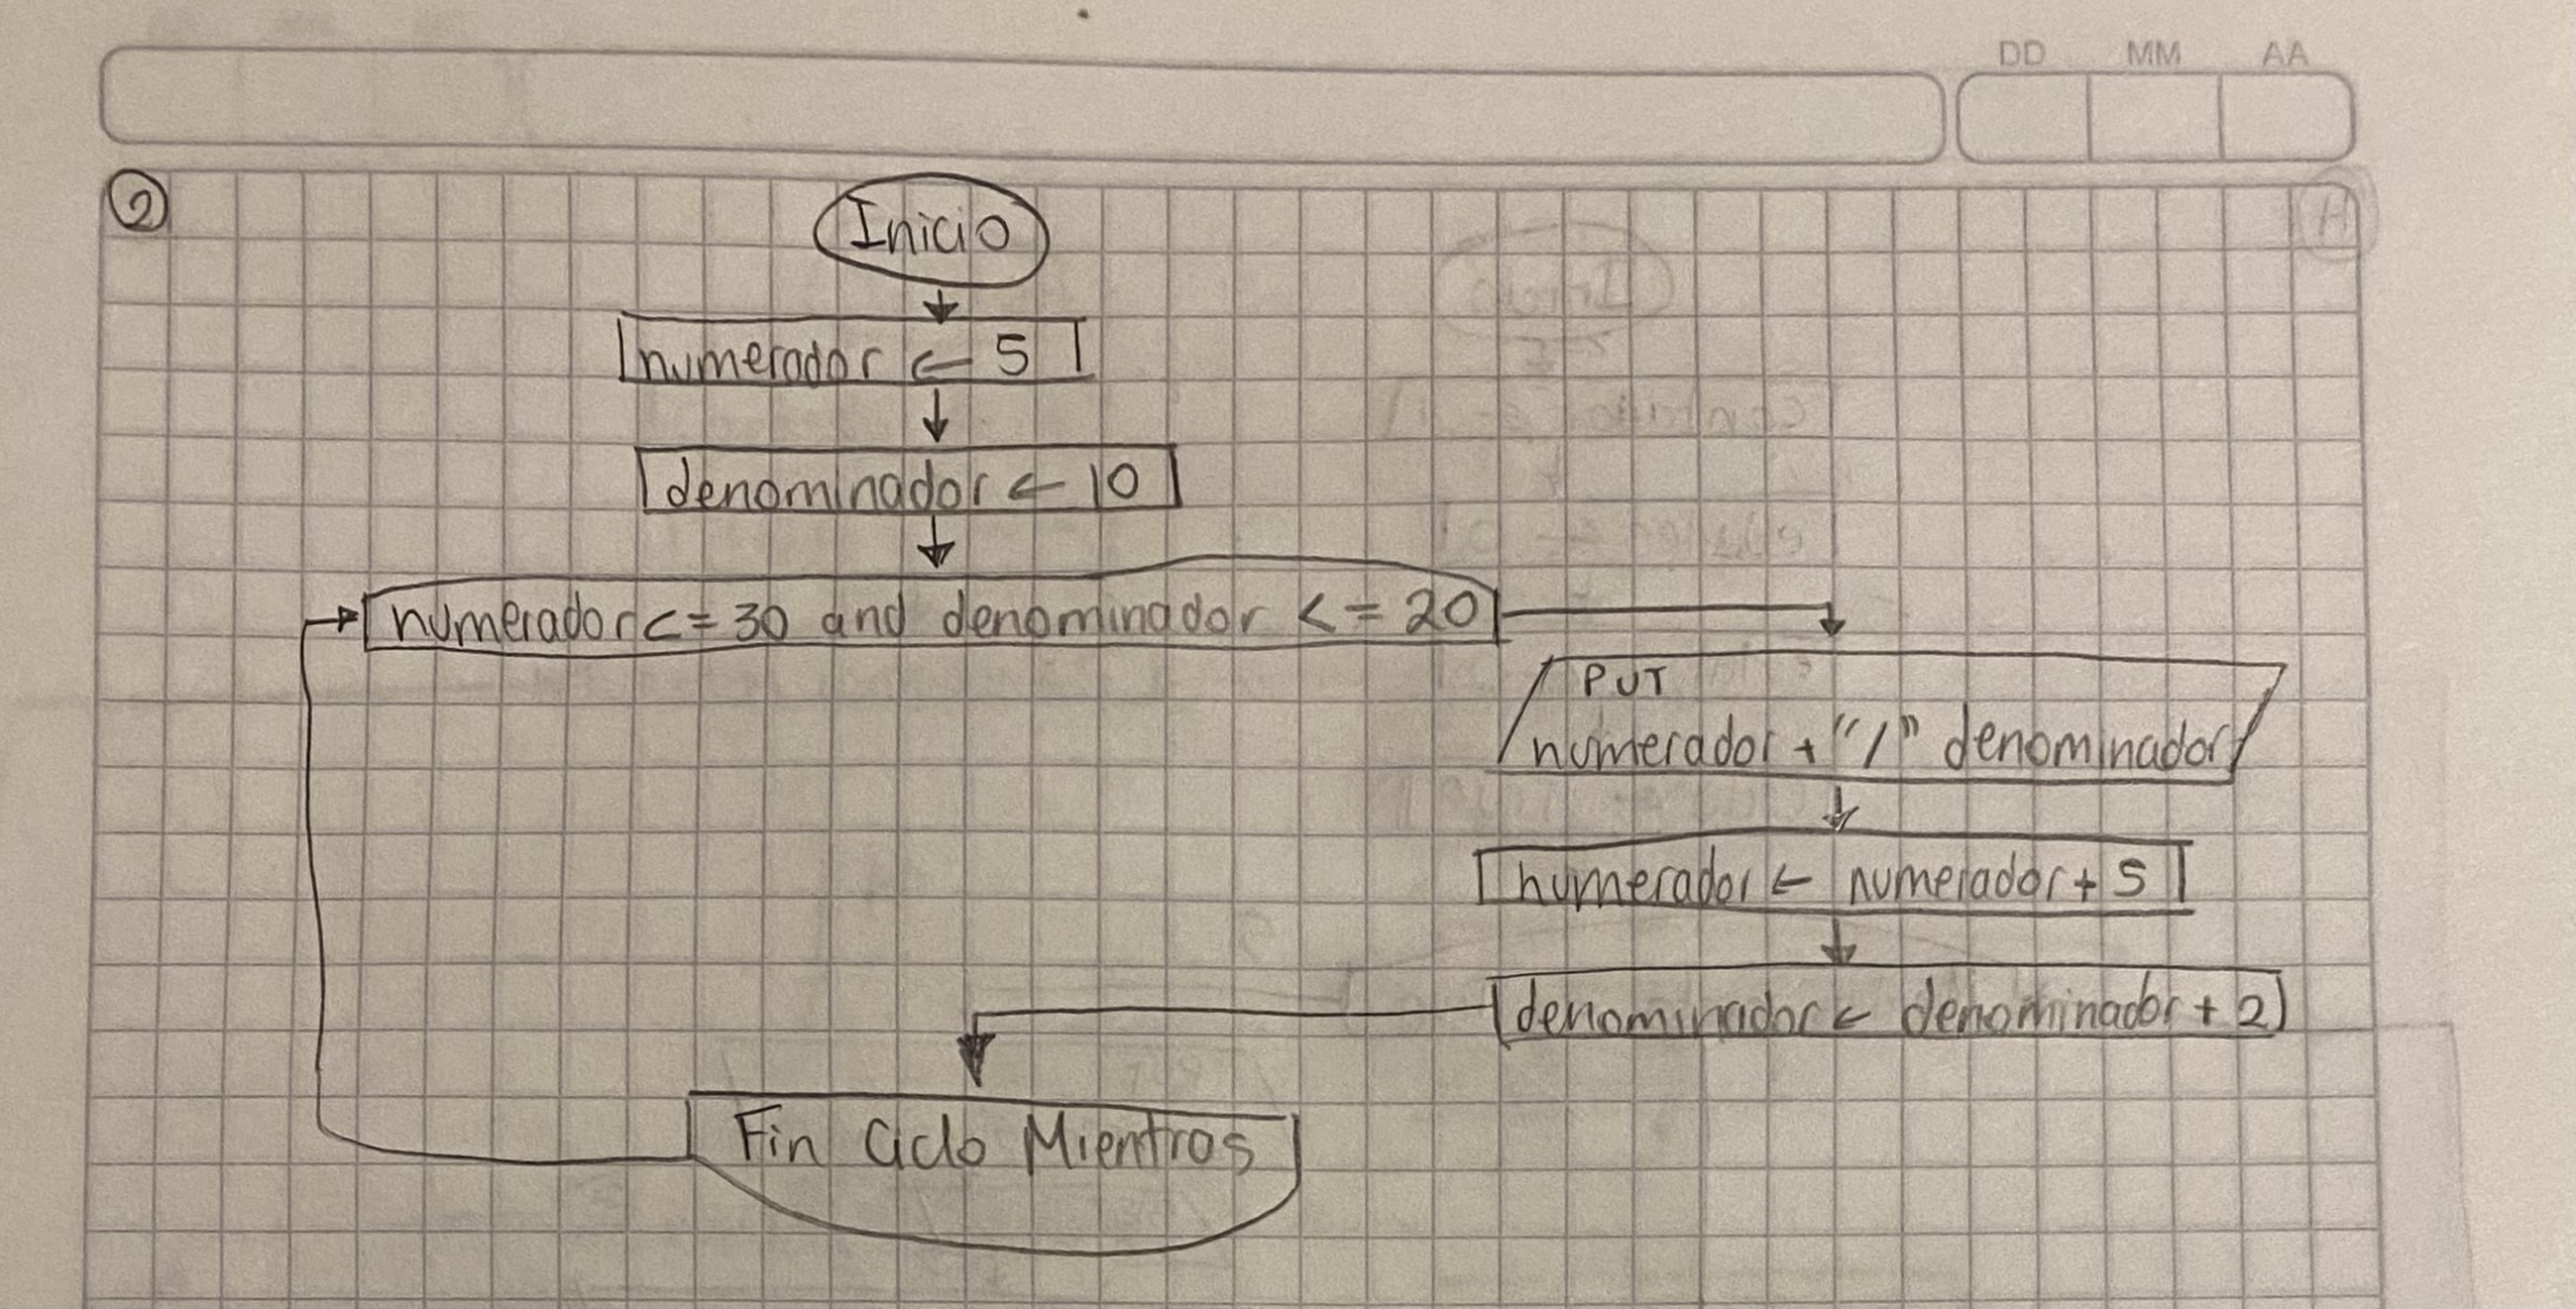 DD MM AA
2
Inicio
numerador ← 5
denominador ← 10
numerador <= 30 and denominador <= 20
PUT
numerador + "/" denominador
numerador ← numerador + 5
denominador ← denominador + 2
Fin Ciclo Mientras